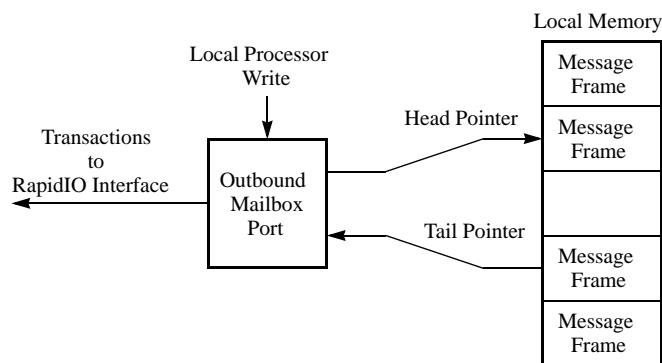 Local Memory
Local Processor
Write
Message
Frame
Head Pointer
Message
Frame
Transactions
to
RapidIO Interface
Outbound
Mailbox
Port
Tail Pointer
Message
Frame
Message
Frame